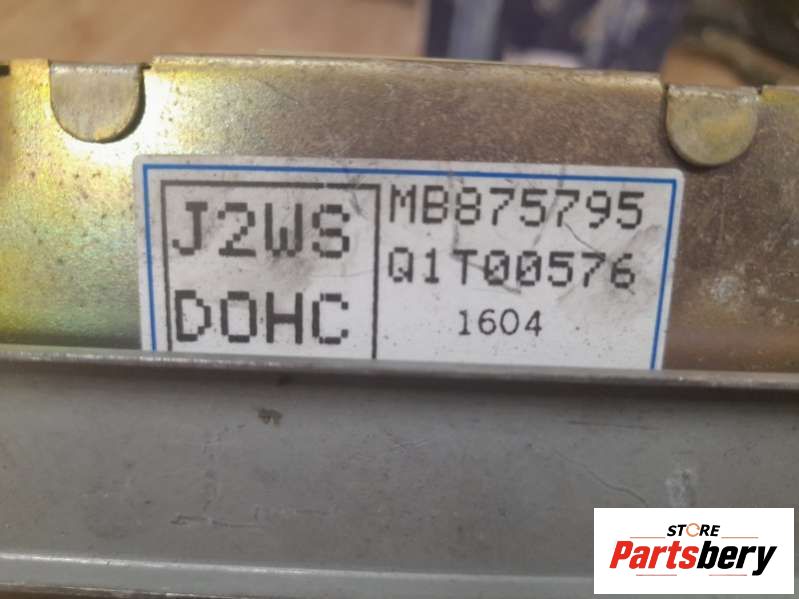 J2WS
DOHC
MB875795
Q1T00576
1604
STORE
Partsbery